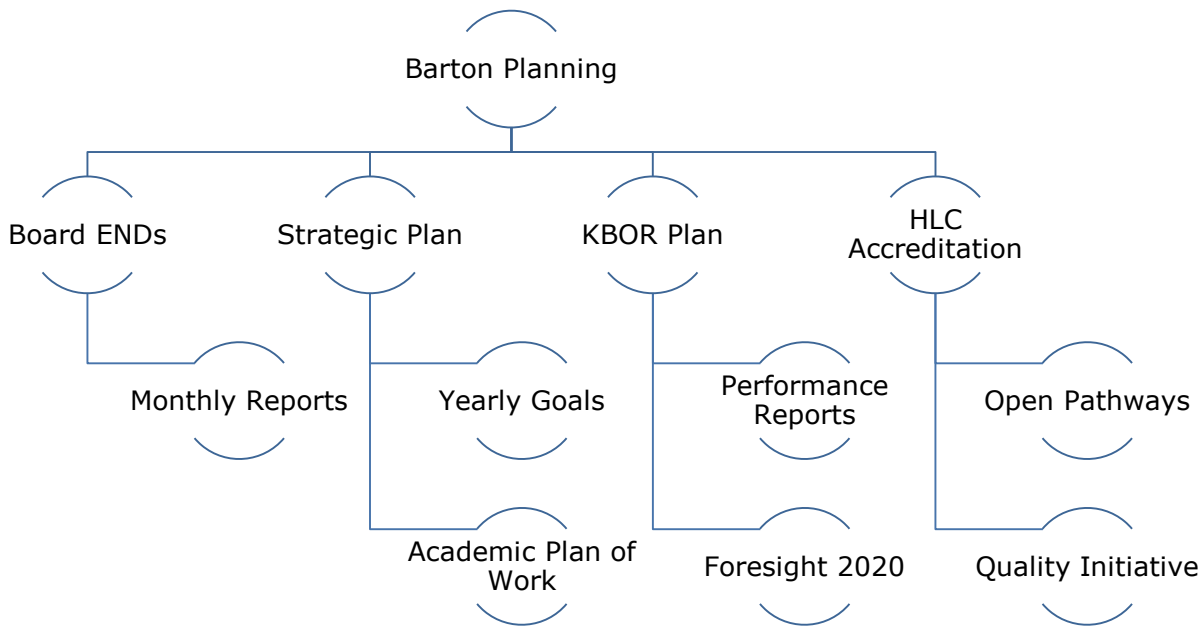 Barton Planning
Board ENDs
Strategic Plan
KBOR Plan
HLC
Accreditation
Monthly Reports
Yearly Goals
Performance
Reports
Open Pathways
Academic Plan of
Work
Foresight 2020
Quality Initiative